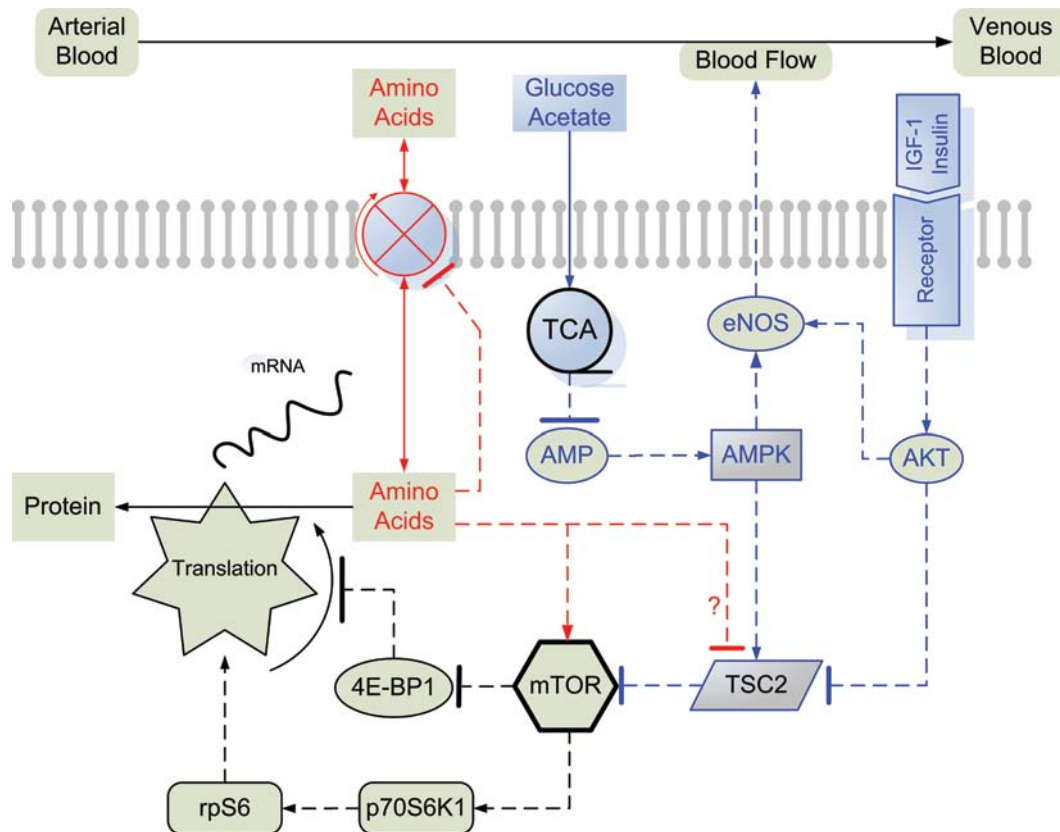 Arterial
Blood
Venous
Blood
Blood Flow
Amino
Acids
Glucose
Acetate
IGF-1
Insulin
Receptor
TCA
eNOS
mRNA
AMP
AMPK
AKT
Protein
Amino
Acids
Translation
?
4E-BP1
mTOR
TSC2
rpS6
p70S6K1